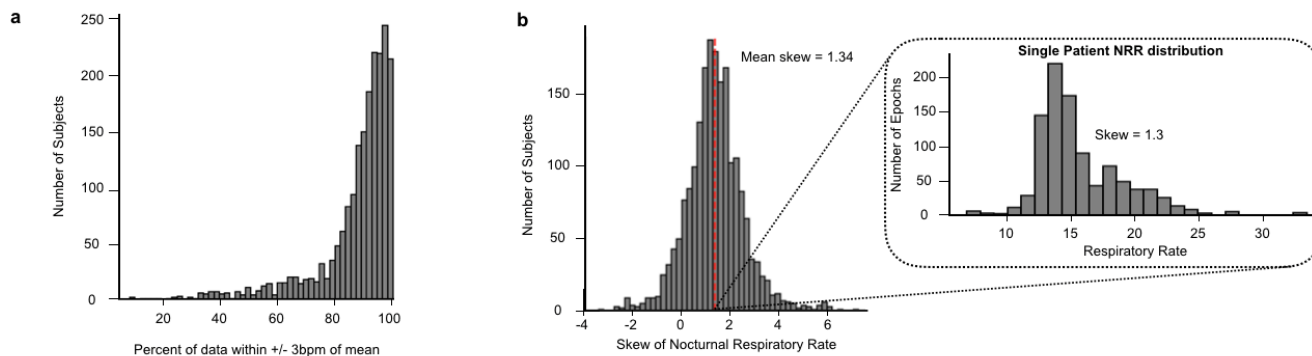 a
250
200
150
100
50
0
20 40 60 80 100
Number of Subjects
Percent of data within +/- 3bpm of mean
b
150
100
50
0
-4 -2 0 2 4 6
Number of Subjects
Skew of Nocturnal Respiratory Rate
Mean skew = 1.34
Single Patient NRR distribution
200
150
100
50
0
10 15 20 25 30
Number of Epochs
Respiratory Rate
Skew = 1.3